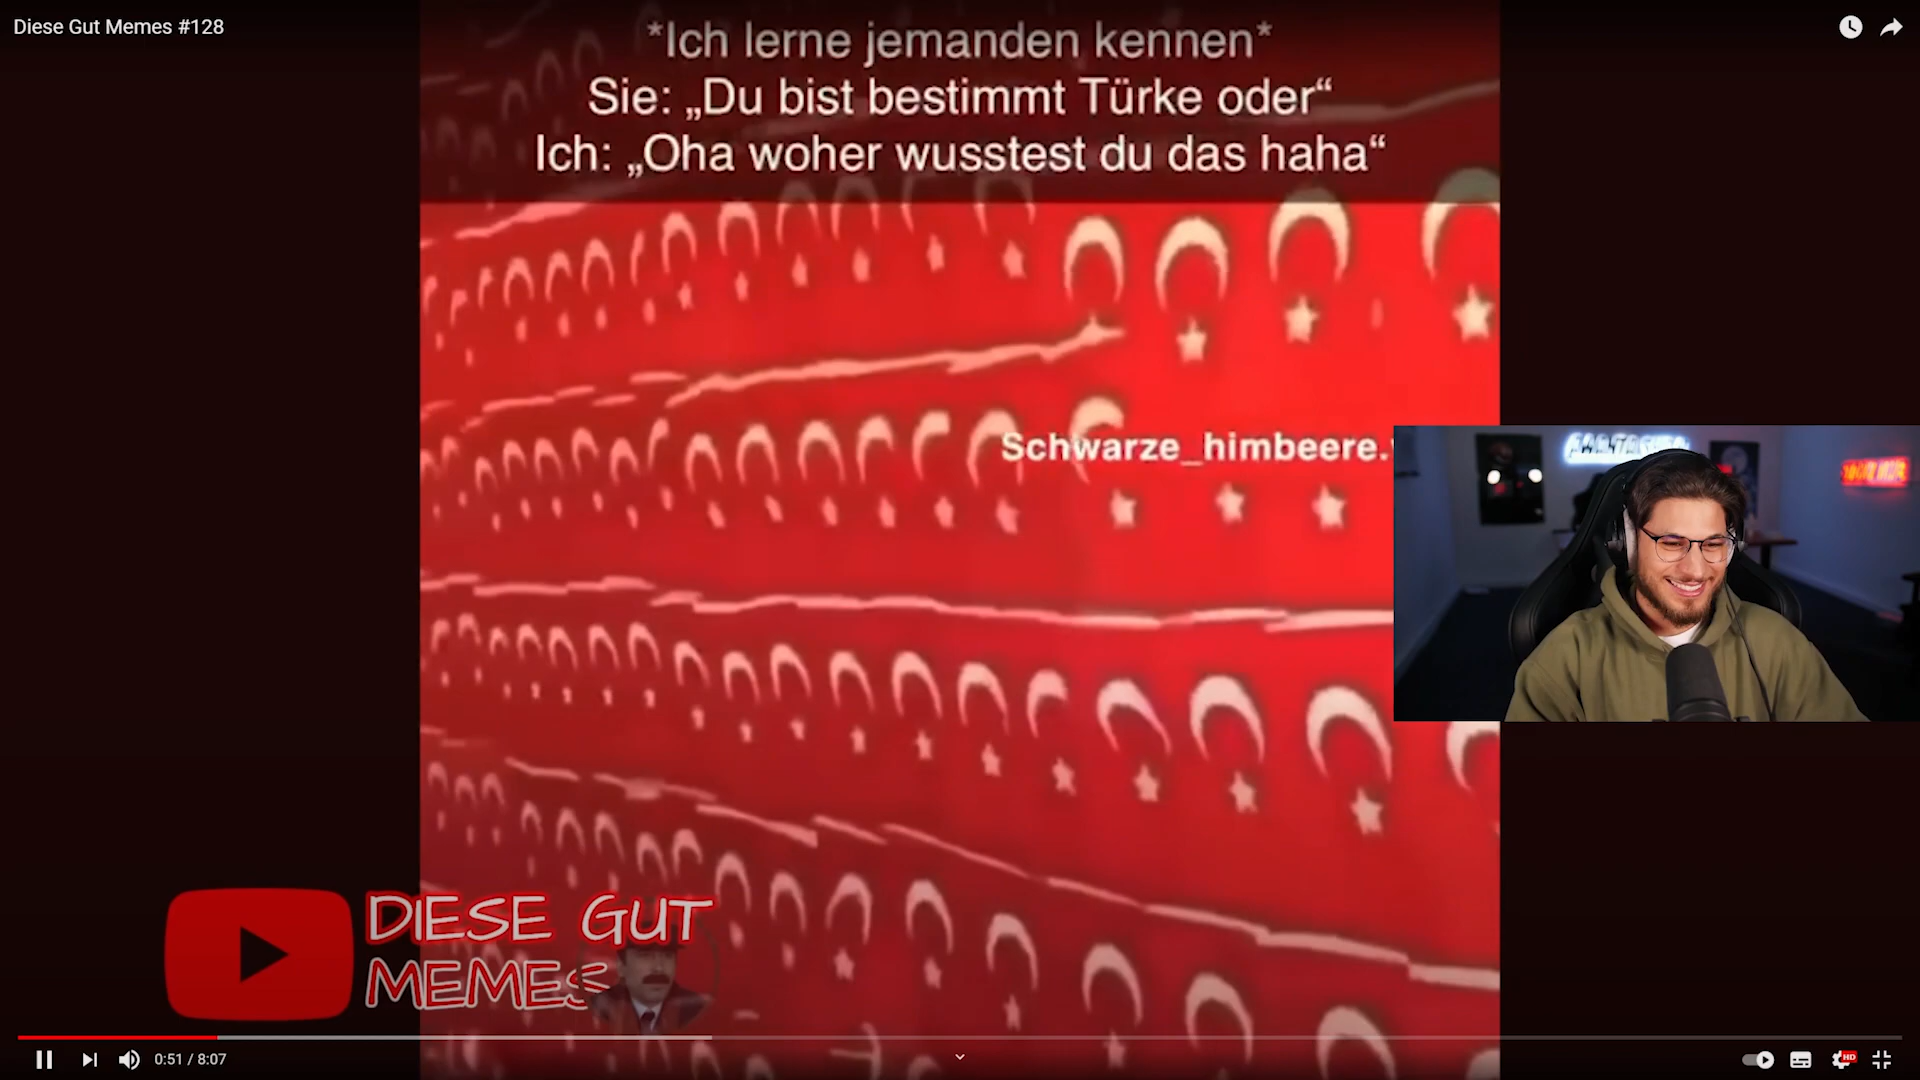 Diese Gut Memes #128
*Ich lerne jemanden kennen*
Sie: „Du bist bestimmt Türke oder“
Ich: „Oha woher wusstest du das haha“
Schwarze_himbeere.
DIESE GUT
MEMES
0:51 / 8:07
HD